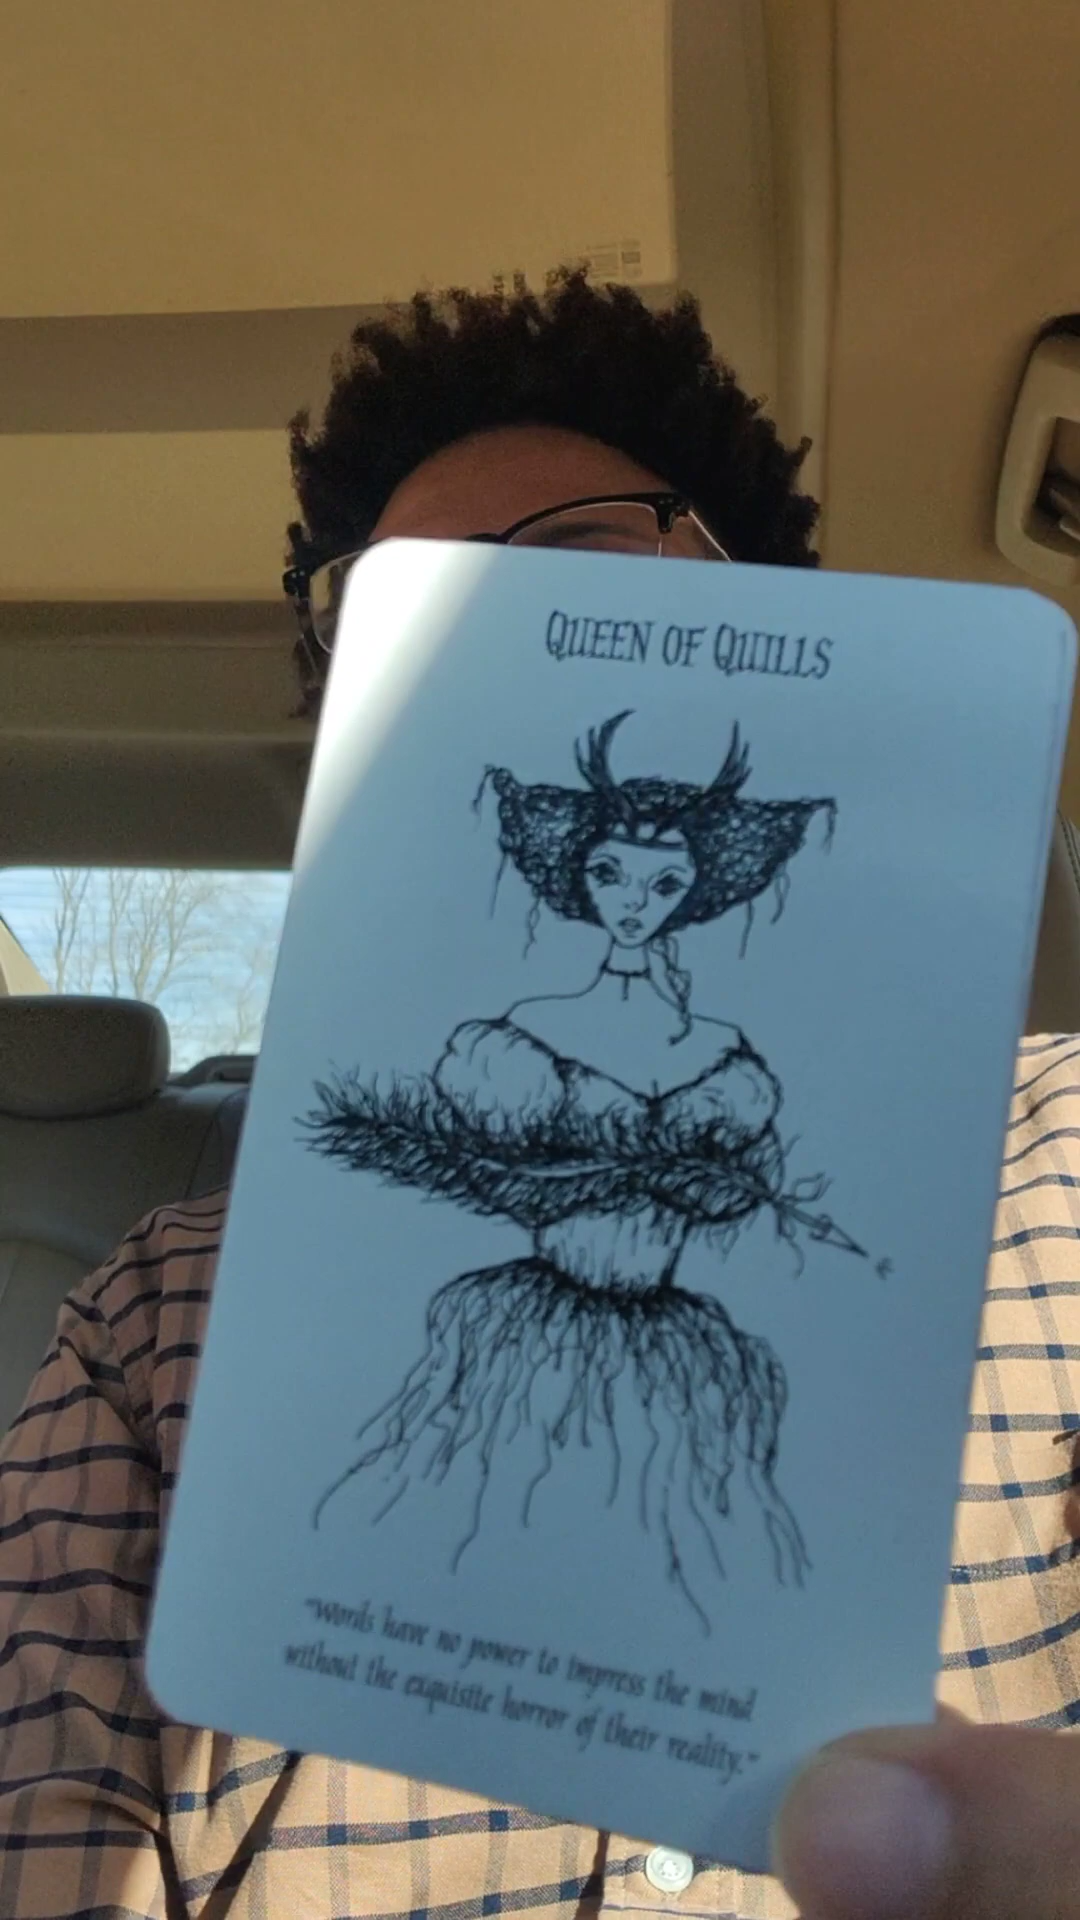 QUEEN OF QUILLS
"Words have no power to impress the mind
without the exquisite horror of their reality."